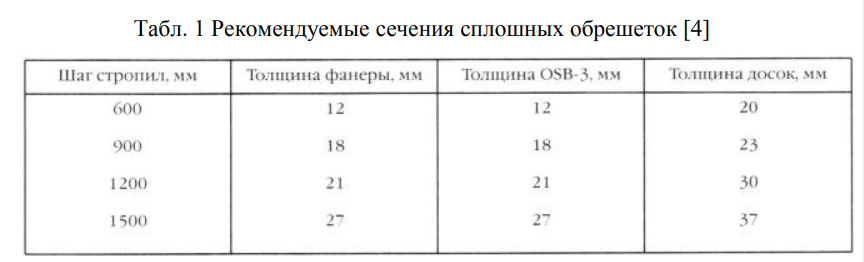 Табл. 1 Рекомендуемые сечения сплошных обрешеток [4]
Шаг стропил, мм Толщина фанеры, мм Толщина OSB-3, мм Толщина досок, мм
600 12 12 20
900 18 18 23
1200 21 21 30
1500 27 27 37